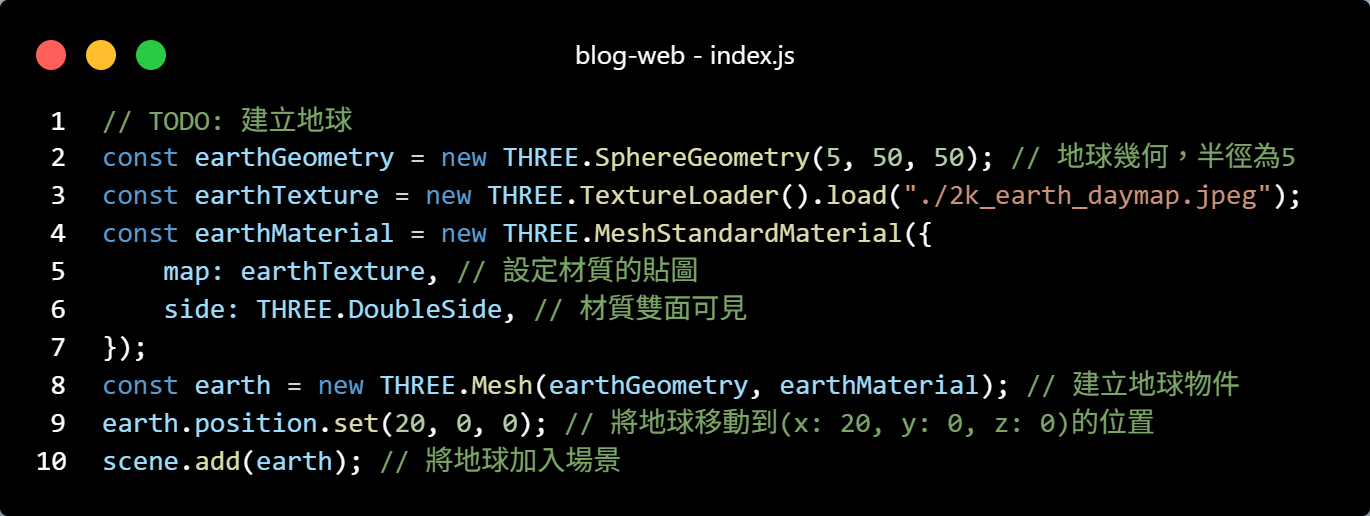 blog-web - index.js
1 // TODO: 建立地球
2 const earthGeometry = new THREE.SphereGeometry(5, 50, 50); // 地球幾何，半徑為5
3 const earthTexture = new THREE.TextureLoader().load("./2k_earth_daymap.jpeg");
4 const earthMaterial = new THREE.MeshStandardMaterial({
5     map: earthTexture, // 設定材質的貼圖
6     side: THREE.DoubleSide, // 材質雙面可見
7 });
8 const earth = new THREE.Mesh(earthGeometry, earthMaterial); // 建立地球物件
9 earth.position.set(20, 0, 0); // 將地球移動到(x: 20, y: 0, z: 0)的位置
10 scene.add(earth); // 將地球加入場景